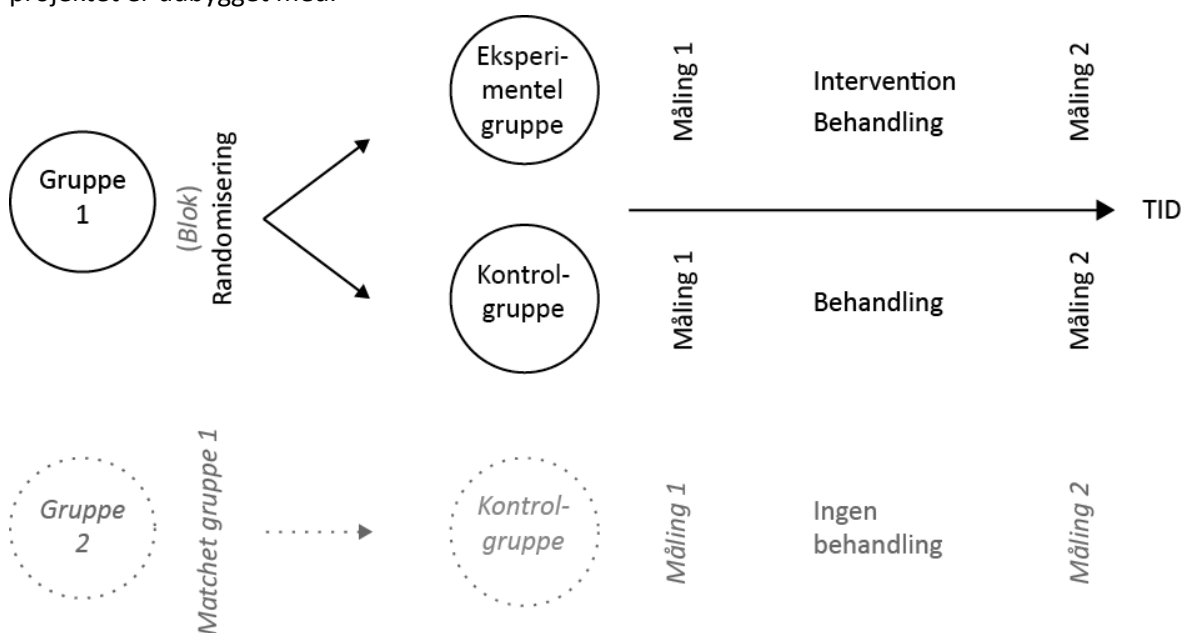 projektet er udbygget med.
Gruppe
1
(Blok)
Randomisering
Eksperi-
mentel
gruppe
Måling 1
Intervention
Behandling
Måling 2
TID
Kontrol-
gruppe
Måling 1
Behandling
Måling 2
Gruppe
2
Matchet gruppe 1
Kontrol-
gruppe
Måling 1
Ingen
behandling
Måling 2